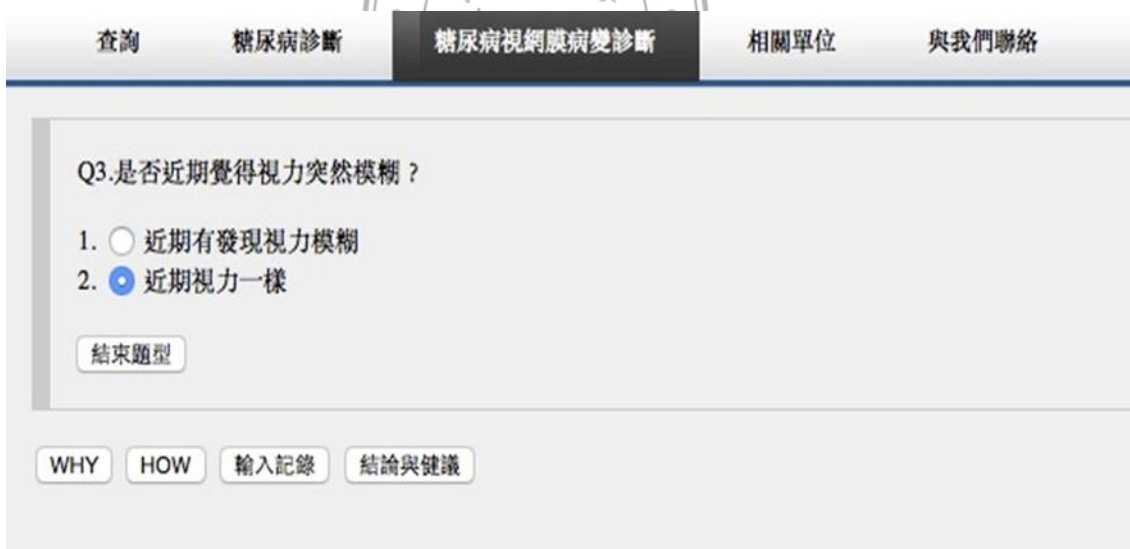 查詢 糖尿病診斷 糖尿病視網膜病變診斷 相關單位 與我們聯絡
Q3.是否近期覺得視力突然模糊？
1. 近期有發現視力模糊
2. 近期視力一樣
結束題型
WHY HOW 輸入記錄 結論與健議